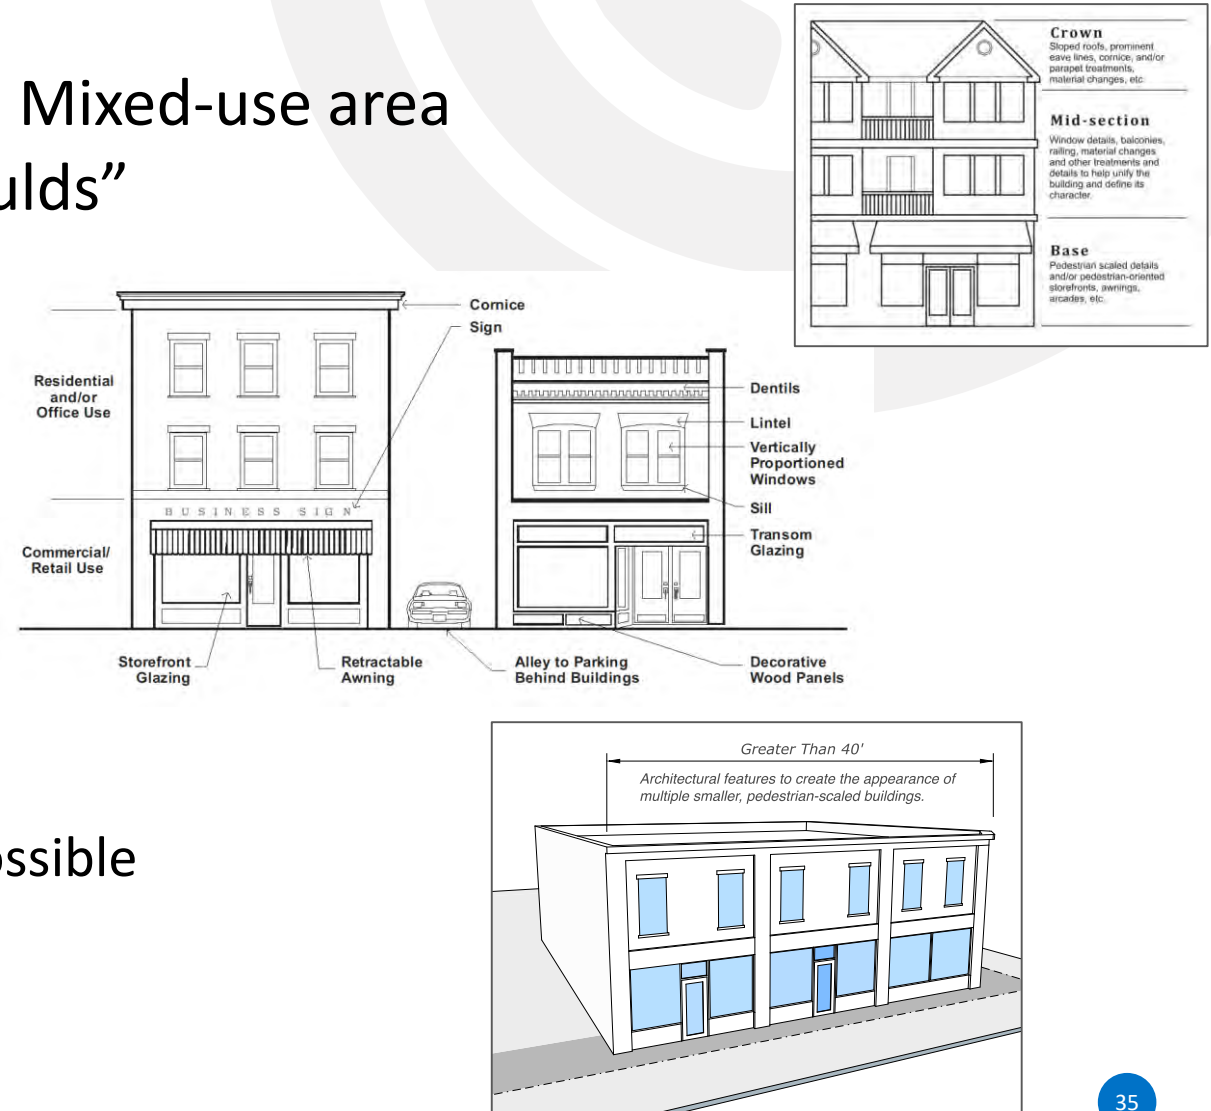 Mixed-use area
ulds”
Crown
Sloped roofs, prominent
eave lines, cornice, and/or
parapet treatments,
material changes, etc.
Mid-section
Window details, balconies,
railing, material changes
and other treatments and
details to help unify the
building and define its
character.
Base
Pedestrian scaled details
and/or pedestrian-oriented
storefronts, awnings,
arcades, etc.
Cornice
Sign
Residential
and/or
Office Use
Dentils
Lintel
Vertically
Proportioned
Windows
Sill
BUSINESS SIGN
Transom
Glazing
Commercial/
Retail Use
Storefront
Glazing
Retractable
Awning
Alley to Parking
Behind Buildings
Decorative
Wood Panels
Greater Than 40'
Architectural features to create the appearance of
multiple smaller, pedestrian-scaled buildings.
ossible
35